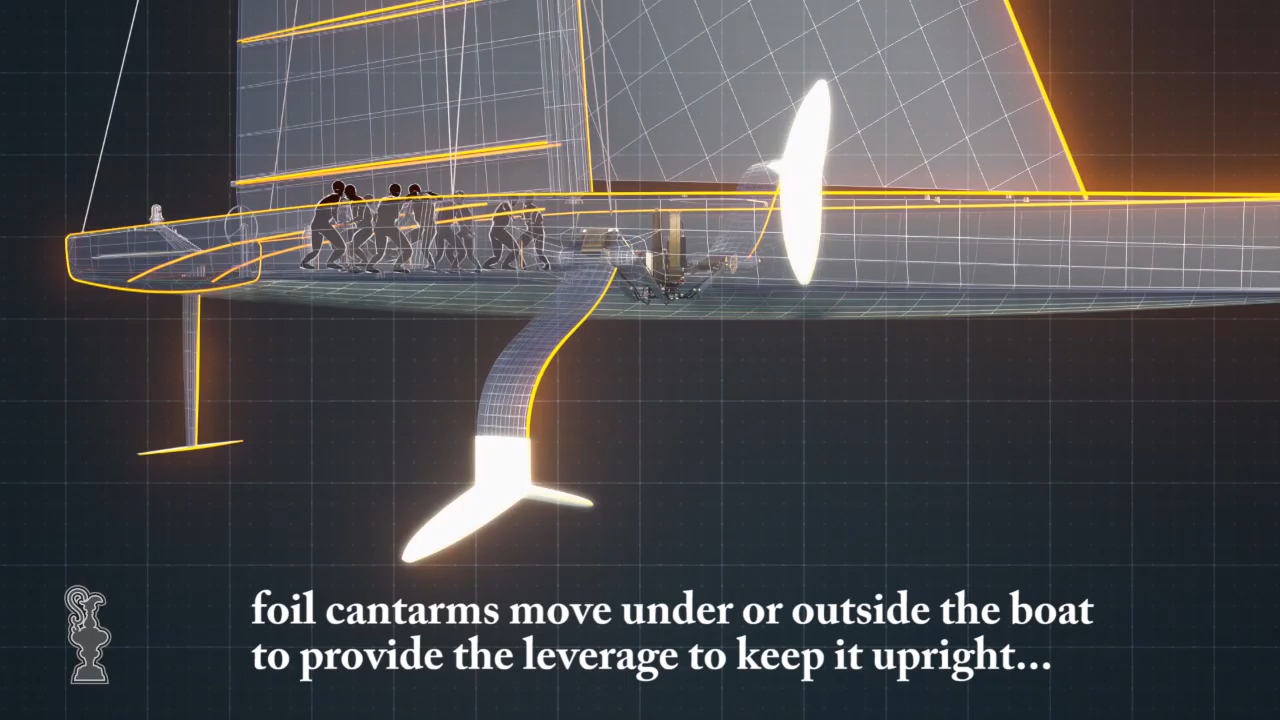 foil cantarms move under or outside the boat
to provide the leverage to keep it upright...